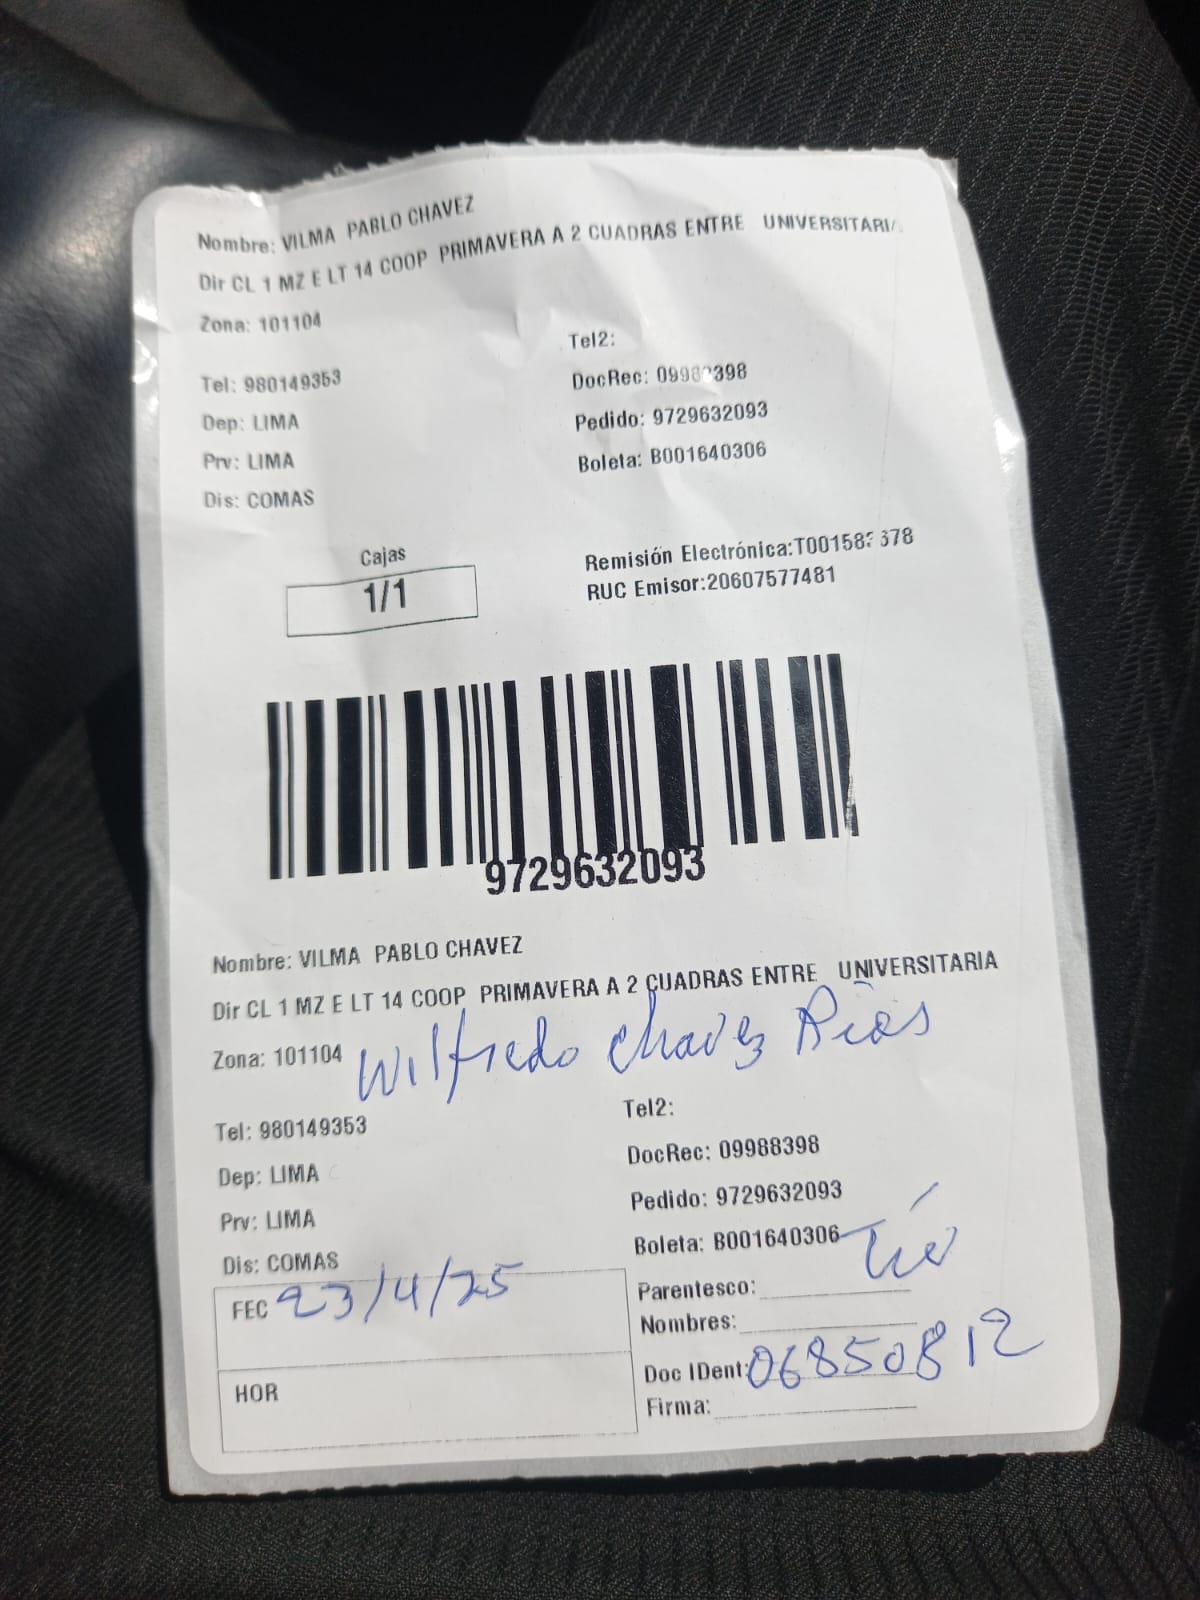 Nombre: VILMA PABLO CHAVEZ
Dir CL 1 MZ E LT 14 COOP PRIMAVERA A 2 CUADRAS ENTRE UNIVERSITARIA
Zona: 101104
Tel2:
Tel: 980149353
DocRec: 09988398
Dep: LIMA
Pedido: 9729632093
Prv: LIMA
Boleta: B001640306
Dis: COMAS
Cajas
1/1
Remisión Electrónica:
RUC Emisor:20607577481
9729632093
Nombre: VILMA PABLO CHAVEZ
Dir CL 1 MZ E LT 14 COOP PRIMAVERA A 2 CUADRAS ENTRE UNIVERSITARIA
Zona: 101104
Wilfredo Chavez Rios
Tel2:
Tel: 980149353
DocRec: 09988398
Dep: LIMA
Pedido: 9729632093
Prv: LIMA
Boleta: B001640306
Dis: COMAS
Parentesco: Tío
FEC 23/4/25
Nombres:
Doc IDent: 06850812
HOR
Firma: